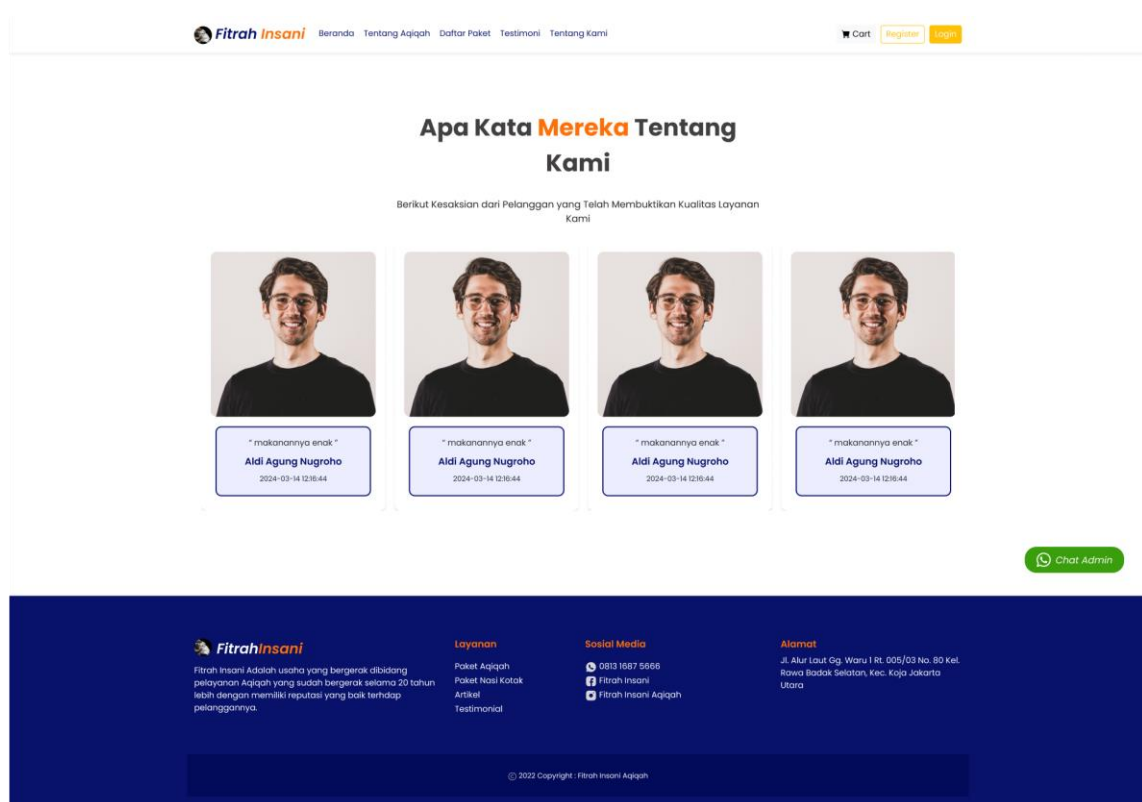 Fitrah Insani Beranda Tentang Aqiqah Daftar Paket Testimoni Tentang Kami Cart Register Login
Apa Kata Mereka Tentang
Kami
Berikut Kesaksian dari Pelanggan yang Telah Membuktikan Kualitas Layanan
Kami
" makanannya enak "
Aldi Agung Nugroho
2024-03-14 12:16:44
" makanannya enak "
Aldi Agung Nugroho
2024-03-14 12:16:44
" makanannya enak "
Aldi Agung Nugroho
2024-03-14 12:16:44
" makanannya enak "
Aldi Agung Nugroho
2024-03-14 12:16:44
Chat Admin
FitrahInsani
Fitrah Insani Adalah usaha yang bergerak dibidang
pelayanan Aqiqah yang sudah bergerak selama 20 tahun
lebih dengan memiliki reputasi yang baik terhdap
pelanggannya.
Layanan
Paket Aqiqah
Paket Nasi Kotak
Artikel
Testimonial
Sosial Media
0813 1687 5666
Fitrah Insani
Fitrah Insani Aqiqah
Alamat
Jl. Alur Laut Gg. Waru 1 Rt. 005/03 No. 80 Kel.
Rawa Badak Selatan, Kec. Koja Jakarta
Utara
© 2022 Copyright : Fitrah Insani Aqiqah